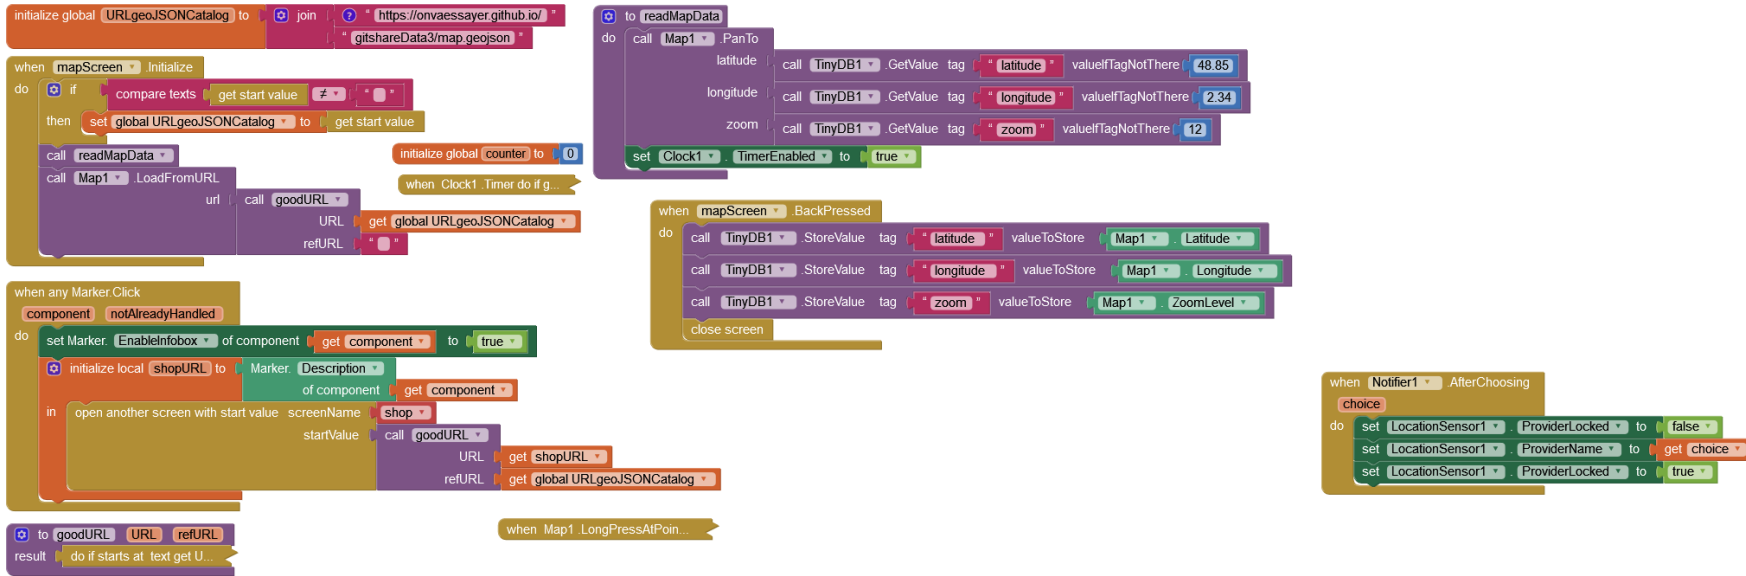 initialize global URLgeoJSONCatalog to join " https://onvaessayer.github.io/ "
" gitshareData3/map.geojson "
when mapScreen .Initialize
do if compare texts get start value ≠ " "
then set global URLgeoJSONCatalog to get start value
call readMapData
call Map1 .LoadFromURL
url call goodURL
URL get global URLgeoJSONCatalog
refURL " "
initialize global counter to 0
when Clock1 .Timer do if g...
when any Marker.Click
component notAlreadyHandled
do set Marker. EnableInfobox of component get component to true
initialize local shopURL to Marker. Description
of component get component
in open another screen with start value screenName shop
startValue call goodURL
URL get shopURL
refURL get global URLgeoJSONCatalog
to goodURL URL refURL
result do if starts at text get U...
when Map1 .LongPressAtPoin...
to readMapData
do call Map1 .PanTo
latitude call TinyDB1 .GetValue tag " latitude " valueIfTagNotThere 48.85
longitude call TinyDB1 .GetValue tag " longitude " valueIfTagNotThere 2.34
zoom call TinyDB1 .GetValue tag " zoom " valueIfTagNotThere 12
set Clock1 . TimerEnabled to true
when mapScreen .BackPressed
do call TinyDB1 .StoreValue tag " latitude " valueToStore Map1 . Latitude
call TinyDB1 .StoreValue tag " longitude " valueToStore Map1 . Longitude
call TinyDB1 .StoreValue tag " zoom " valueToStore Map1 . ZoomLevel
close screen
when Notifier1 .AfterChoosing
choice
do set LocationSensor1 . ProviderLocked to false
set LocationSensor1 . ProviderName to get choice
set LocationSensor1 . ProviderLocked to true